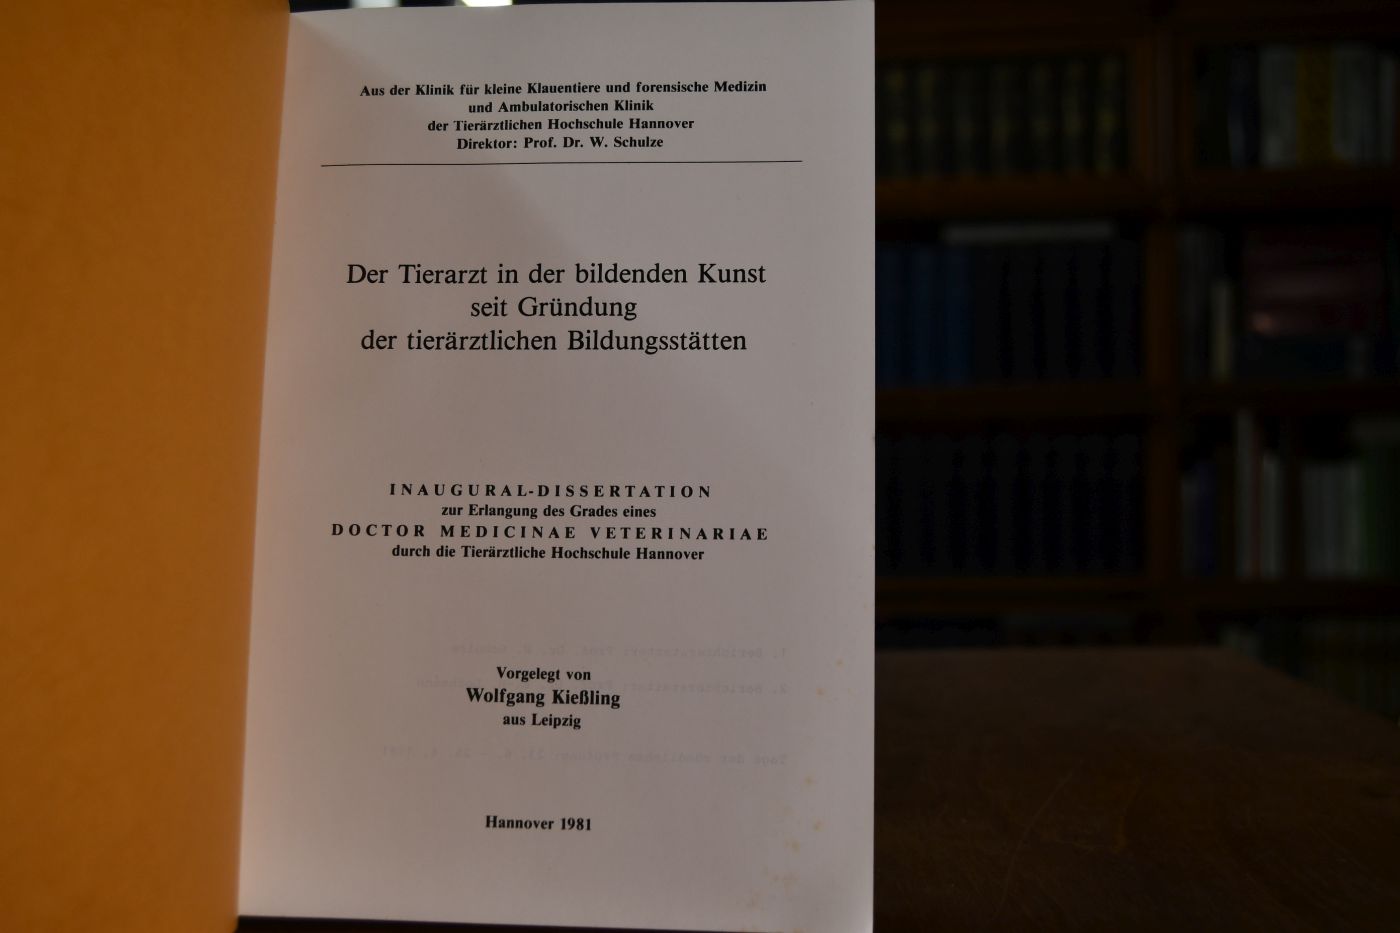 Aus der Klinik für kleine Klauentiere und forensische Medizin
und Ambulatorischen Klinik
der Tierärztlichen Hochschule Hannover
Direktor: Prof. Dr. W. Schulze
Der Tierarzt in der bildenden Kunst
seit Gründung
der tierärztlichen Bildungsstätten
INAUGURAL-DISSERTATION
zur Erlangung des Grades eines
DOCTOR MEDICINAE VETERINARIAE
durch die Tierärztliche Hochschule Hannover
Vorgelegt von
Wolfgang Kießling
aus Leipzig
Hannover 1981